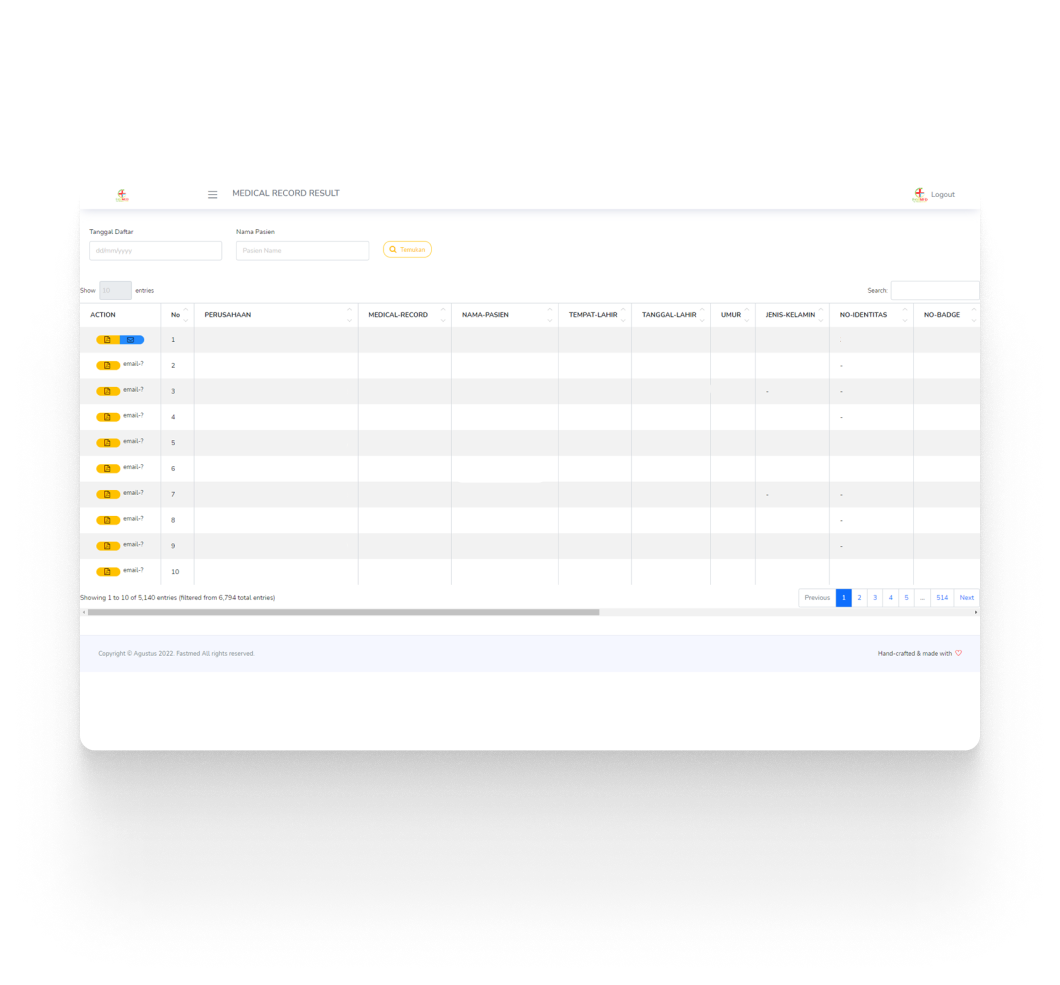 MEDICAL RECORD RESULT
Logout
Tanggal Daftar
Nama Pasien
dd/mm/yyyy
Pasien Name
Temukan
Show 10 entries
Search:
ACTION No PERUSAHAAN MEDICAL-RECORD NAMA-PASIEN TEMPAT-LAHIR TANGGAL-LAHIR UMUR JENIS-KELAMIN NO-IDENTITAS NO-BADGE
1
email-? 2 -
email-? 3 - -
email-? 4 -
email-? 5
email-? 6
email-? 7 - -
email-? 8 -
email-? 9 -
email-? 10
Showing 1 to 10 of 5,140 entries (filtered from 6,794 total entries)
Previous 1 2 3 4 5 ... 514 Next
Copyright © Agustus 2022. Fastmed All rights reserved.
Hand-crafted & made with